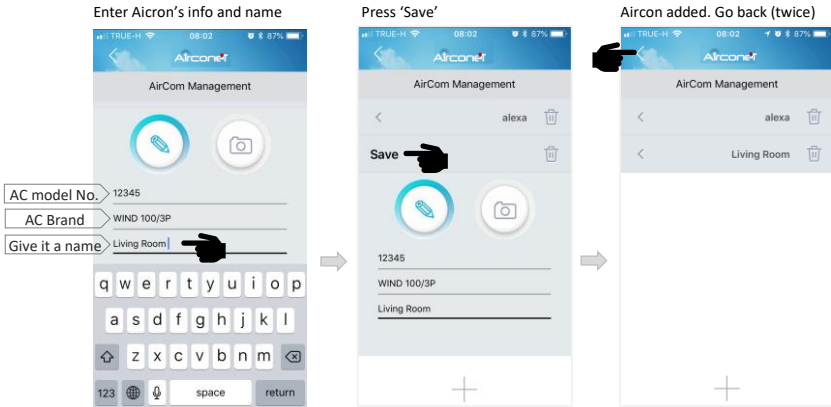 Enter Aicron's info and name
TRUE-H 08:02 87%
Airconet
AirCom Management
AC model No.
12345
AC Brand
WIND 100/3P
Give it a name
Living Room
q w e r t y u i o p
a s d f g h j k l
z x c v b n m
123 space return
Press 'Save'
TRUE-H 08:02 87%
Airconet
AirCom Management
alexa
Save
12345
WIND 100/3P
Living Room
Aircon added. Go back (twice)
TRUE-H 08:02 87%
Airconet
AirCom Management
alexa
Living Room